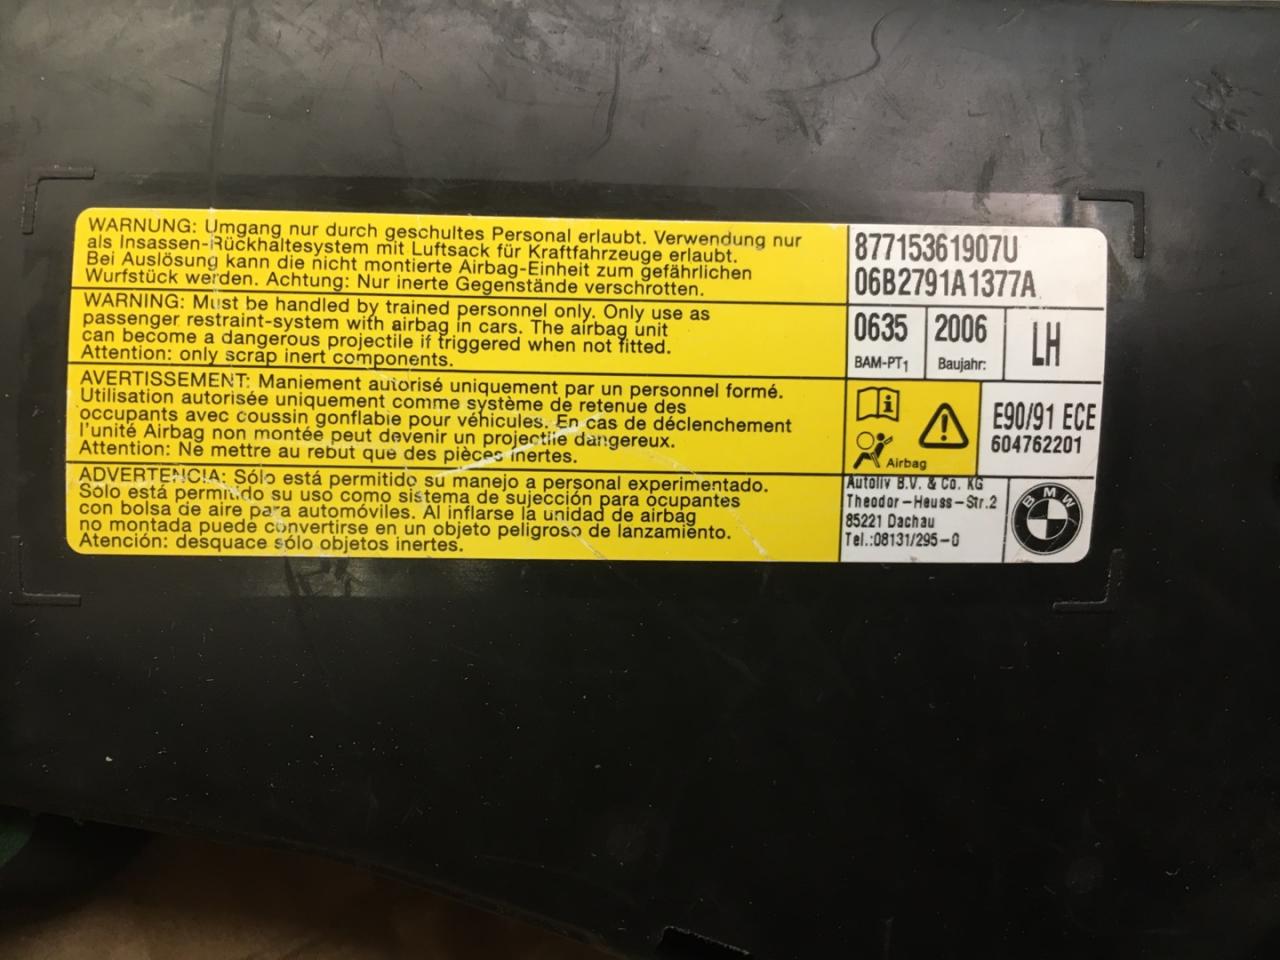 WARNUNG: Umgang nur durch geschultes Personal erlaubt. Verwendung nur
als Insassen-Rückhaltesystem mit Luftsack für Kraftfahrzeuge erlaubt.
Bei Auslösung kann die nicht montierte Airbag-Einheit zum gefährlichen
Wurfstück werden. Achtung: Nur inerte Gegenstände verschrotten.
WARNING: Must be handled by trained personnel only. Only use as
passenger restraint-system with airbag in cars. The airbag unit
can become a dangerous projectile if triggered when not fitted.
Attention: only scrap inert components.
AVERTISSEMENT: Maniement autorisé uniquement par un personnel formé.
Utilisation autorisée uniquement comme système de retenue des
occupants avec coussin gonflable pour véhicules. En cas de déclenchement
l'unité Airbag non montée peut devenir un projectile dangereux.
Attention: Ne mettre au rebut que des pièces inertes.
ADVERTENCIA: Sólo está permitido su manejo a personal experimentado.
Sólo está permitido su uso como sistema de sujección para ocupantes
con bolsa de aire para automóviles. Al inflarse la unidad de airbag
no montada puede convertirse en un objeto peligroso de lanzamiento.
Atención: desquace sólo objetos inertes.
87715361907U
06B2791A1377A
0635
BAM-PT1
2006
Baujahr:
LH
Airbag
E90/91 ECE
604762201
Autoliv B.V. & Co. KG
Theodor-Heuss-Str.2
85221 Dachau
Tel.:08131/295-0
BMW